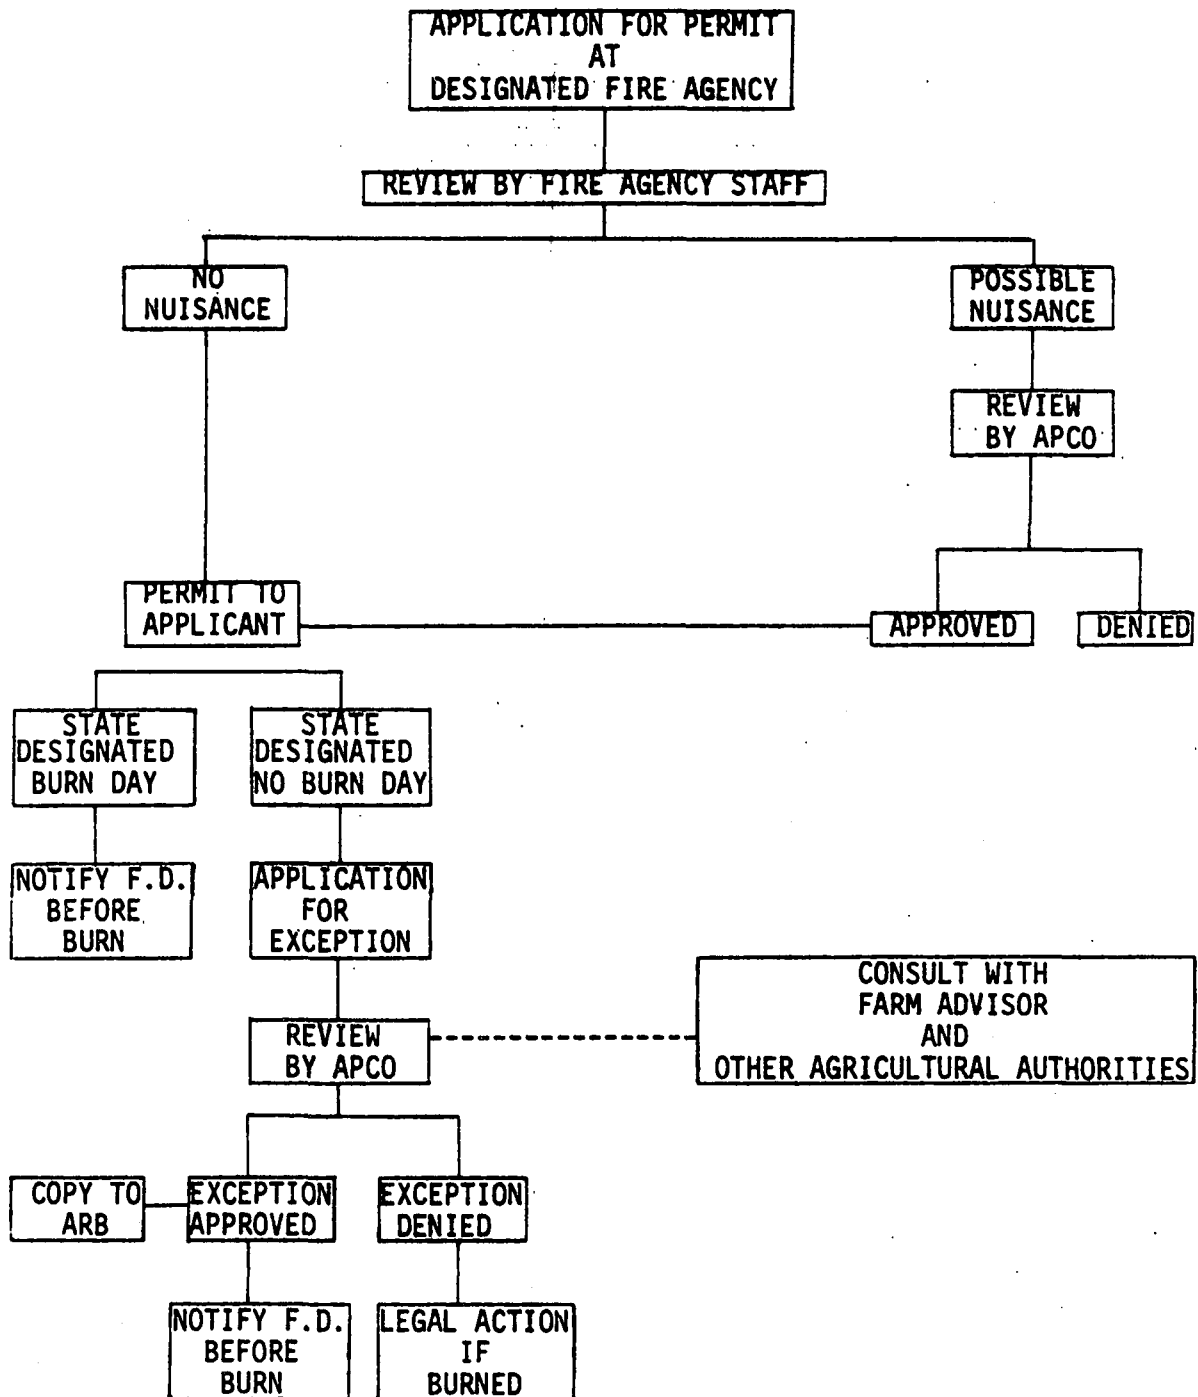 APPLICATION FOR PERMIT
AT
DESIGNATED FIRE AGENCY
REVIEW BY FIRE AGENCY STAFF
NO
NUISANCE
POSSIBLE
NUISANCE
REVIEW
BY APCO
PERMIT TO
APPLICANT
APPROVED
DENIED
STATE
DESIGNATED
BURN DAY
STATE
DESIGNATED
NO BURN DAY
NOTIFY F.D.
BEFORE
BURN
APPLICATION
FOR
EXCEPTION
REVIEW
BY APCO
CONSULT WITH
FARM ADVISOR
AND
OTHER AGRICULTURAL AUTHORITIES
COPY TO
ARB
EXCEPTION
APPROVED
EXCEPTION
DENIED
NOTIFY F.D.
BEFORE
BURN
LEGAL ACTION
IF
BURNED